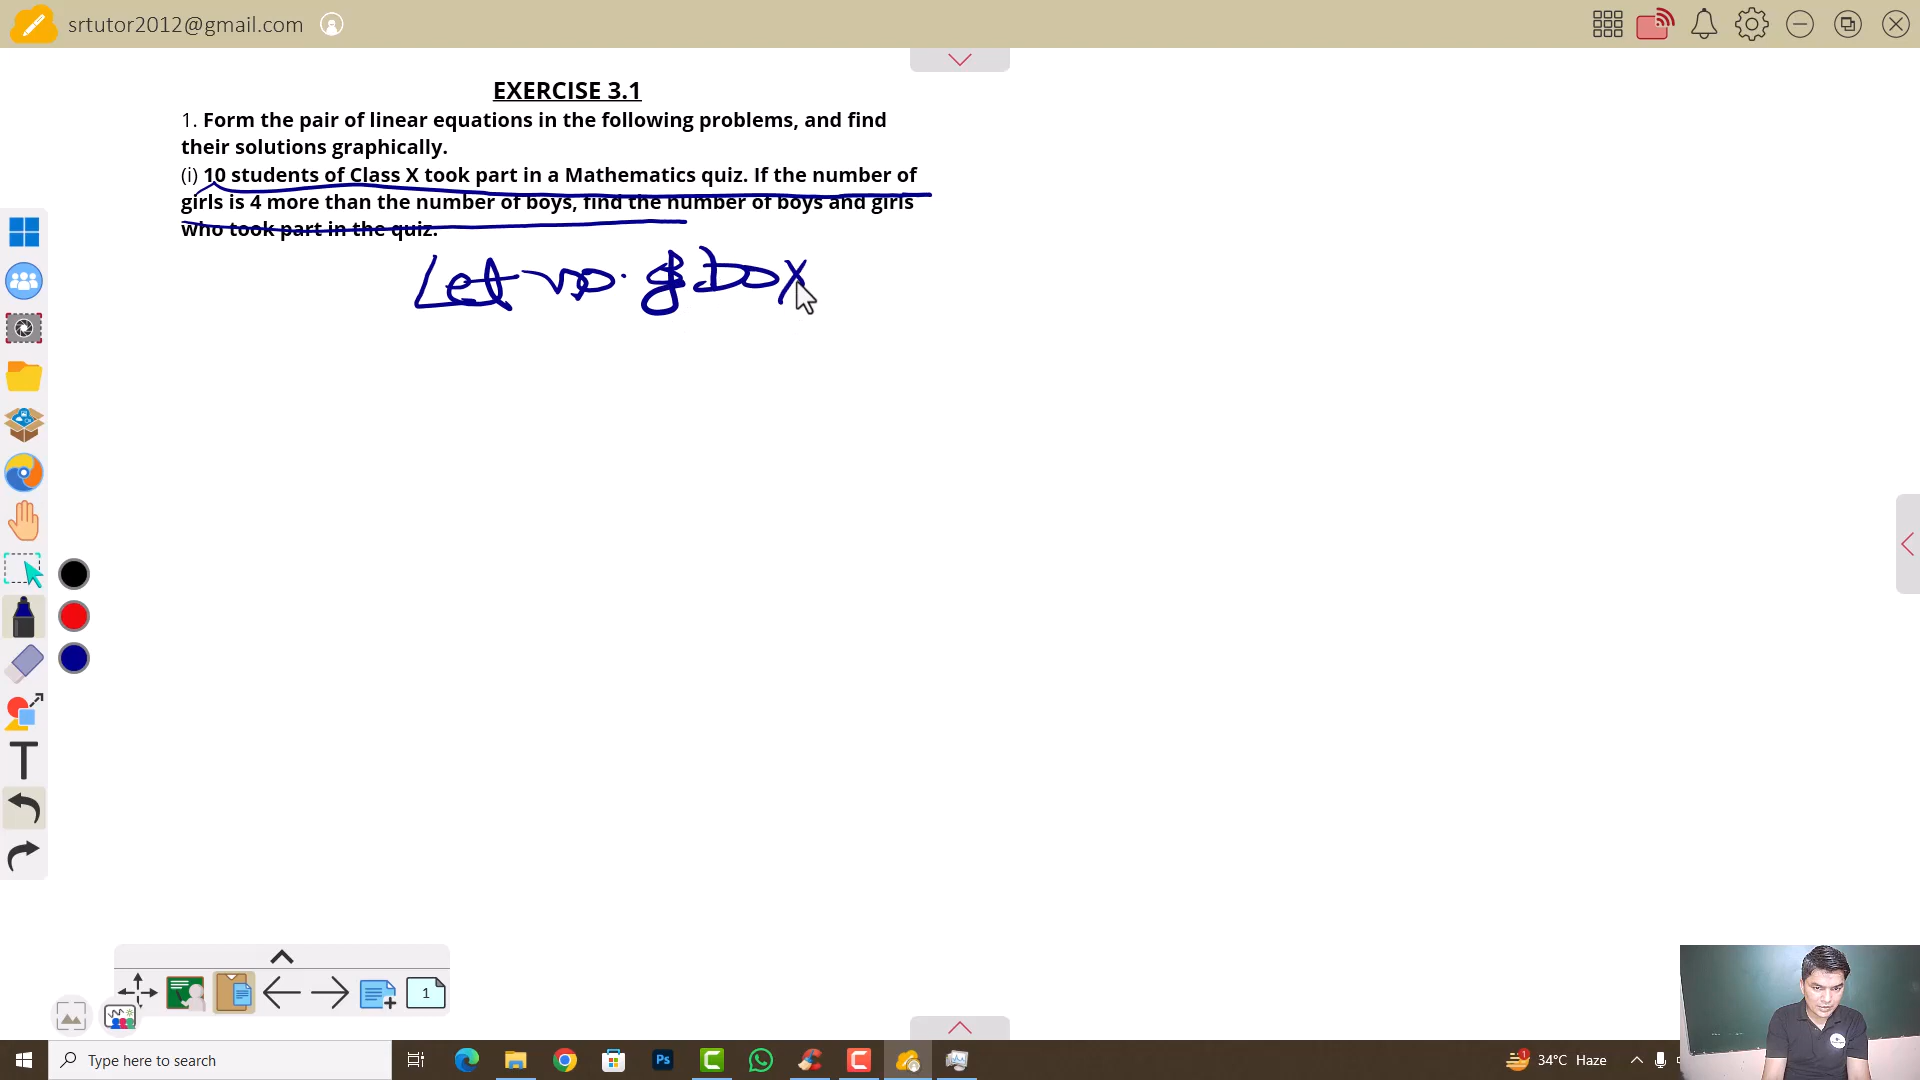 srtutor2012@gmail.com
EXERCISE 3.1
1. Form the pair of linear equations in the following problems, and find
their solutions graphically.
(i) 10 students of Class X took part in a Mathematics quiz. If the number of
girls is 4 more than the number of boys, find the number of boys and girls
who took part in the quiz.
Let no. of boy
T
1
Type here to search
Ps
C
C
1
34°C Haze